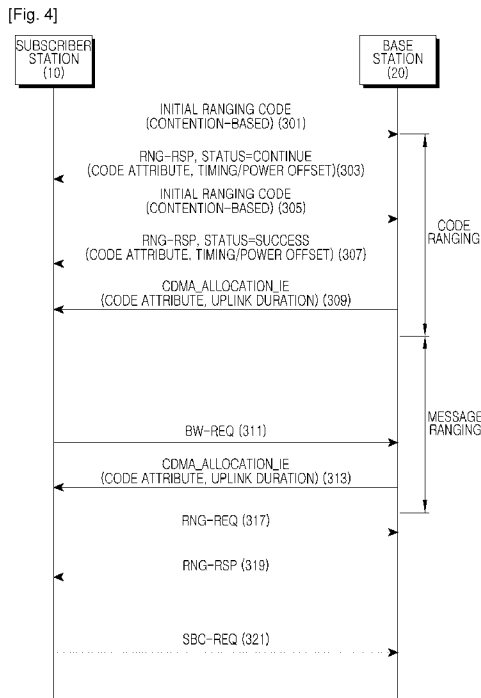 [Fig. 4]
SUBSCRIBER
STATION
(10)
BASE
STATION
(20)
INITIAL RANGING CODE
(CONTENTION-BASED) (301)
RNG-RSP, STATUS=CONTINUE
(CODE ATTRIBUTE, TIMING/POWER OFFSET)(303)
INITIAL RANGING CODE
(CONTENTION-BASED) (305)
CODE
RANGING
RNG-RSP, STATUS=SUCCESS
(CODE ATTRIBUTE, TIMING/POWER OFFSET) (307)
CDMA_ALLOCATION_IE
(CODE ATTRIBUTE, UPLINK DURATION) (309)
MESSAGE
RANGING
BW-REQ (311)
CDMA_ALLOCATION_IE
(CODE ATTRIBUTE, UPLINK DURATION) (313)
RNG-REQ (317)
RNG-RSP (319)
SBC-REQ (321)